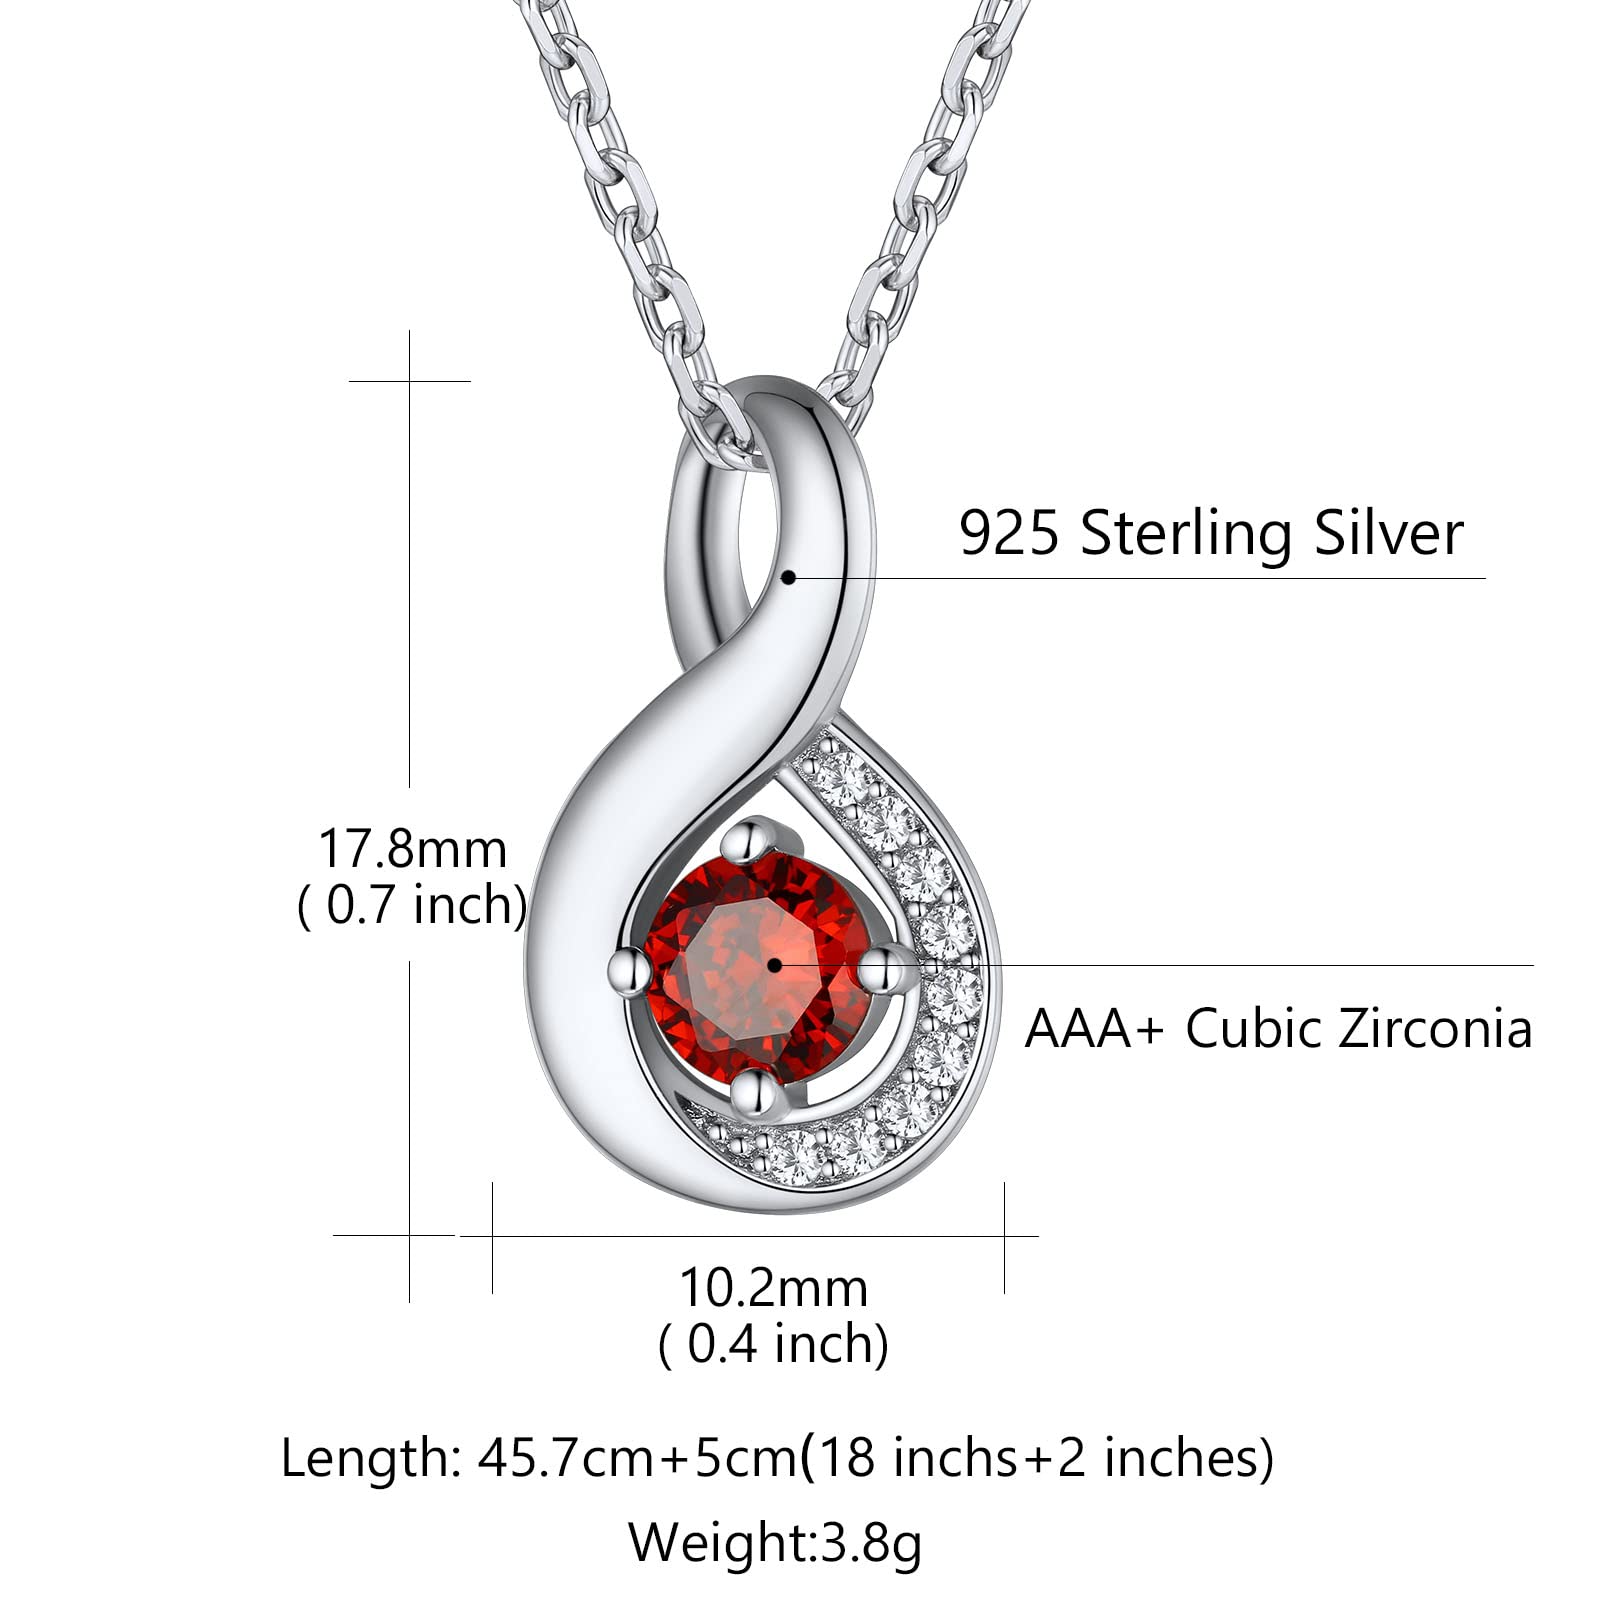 925 Sterling Silver
17.8mm
( 0.7 inch)
AAA+ Cubic Zirconia
10.2mm
( 0.4 inch)
Length: 45.7cm+5cm(18 inchs+2 inches)
Weight:3.8g